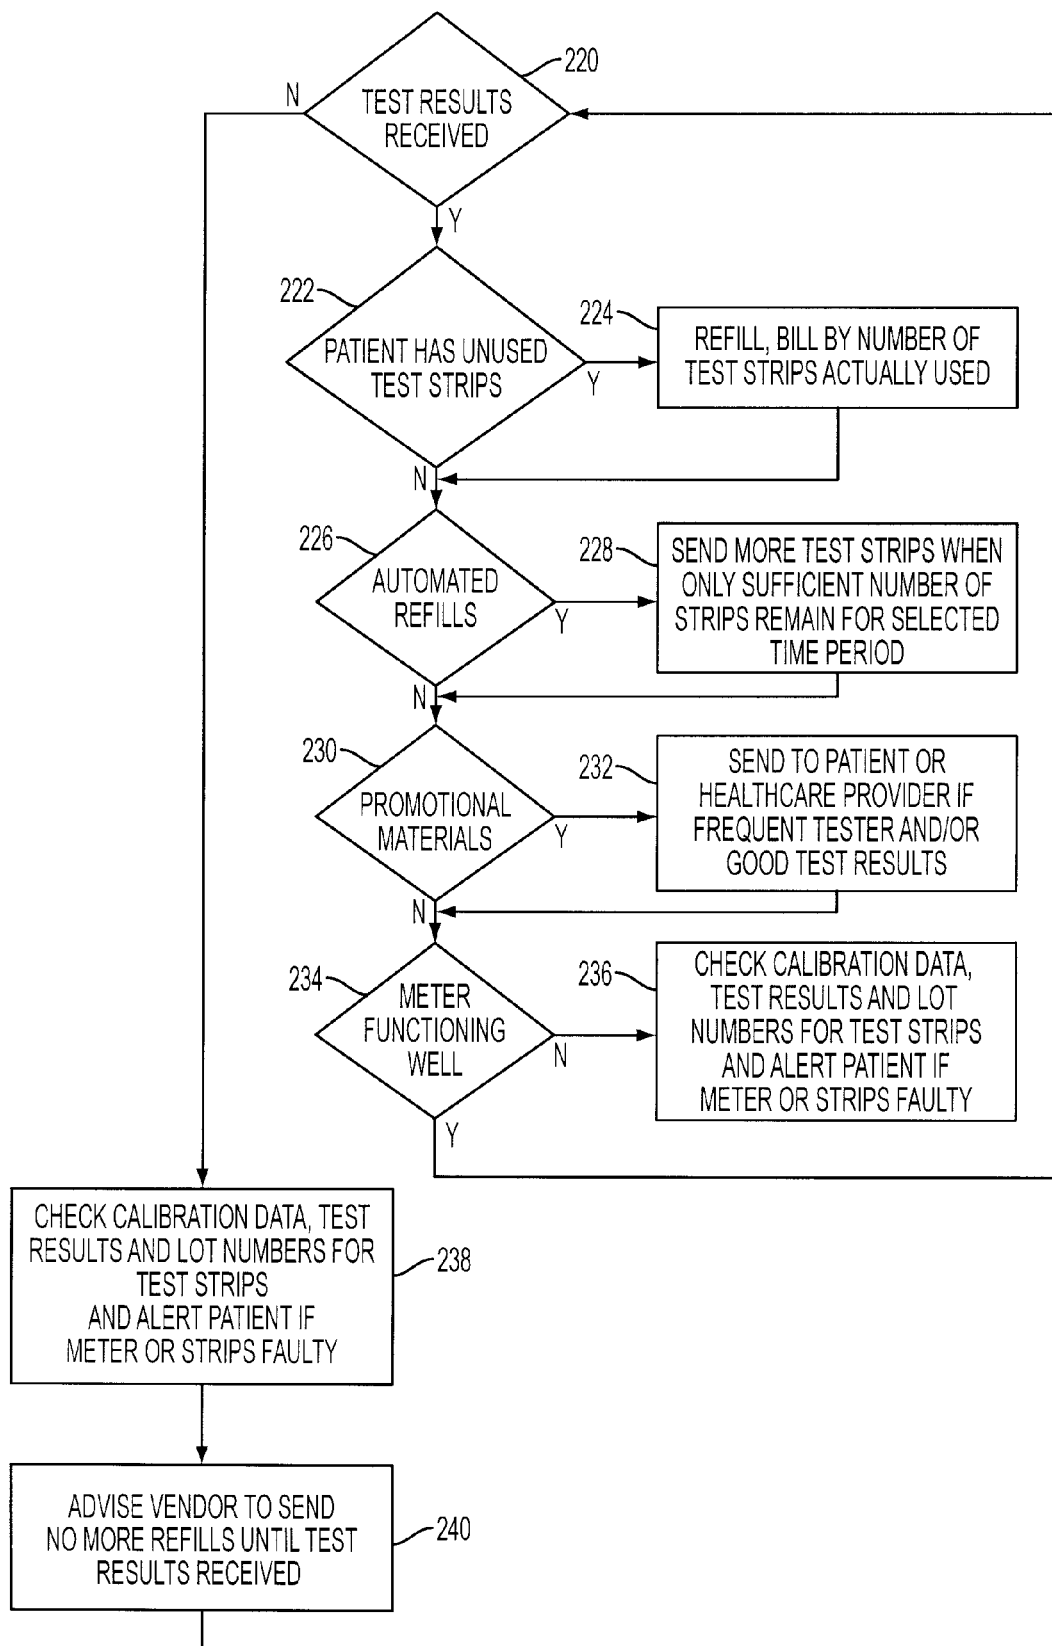 220
N
TEST RESULTS
RECEIVED
Y
222
PATIENT HAS UNUSED
TEST STRIPS
Y
224
REFILL, BILL BY NUMBER OF
TEST STRIPS ACTUALLY USED
N
226
AUTOMATED
REFILLS
Y
228
SEND MORE TEST STRIPS WHEN
ONLY SUFFICIENT NUMBER OF
STRIPS REMAIN FOR SELECTED
TIME PERIOD
N
230
PROMOTIONAL
MATERIALS
Y
232
SEND TO PATIENT OR
HEALTHCARE PROVIDER IF
FREQUENT TESTER AND/OR
GOOD TEST RESULTS
N
234
METER
FUNCTIONING
WELL
N
236
CHECK CALIBRATION DATA,
TEST RESULTS AND LOT
NUMBERS FOR TEST STRIPS
AND ALERT PATIENT IF
METER OR STRIPS FAULTY
Y
CHECK CALIBRATION DATA, TEST
RESULTS AND LOT NUMBERS FOR
TEST STRIPS
AND ALERT PATIENT IF
METER OR STRIPS FAULTY
238
ADVISE VENDOR TO SEND
NO MORE REFILLS UNTIL TEST
RESULTS RECEIVED
240